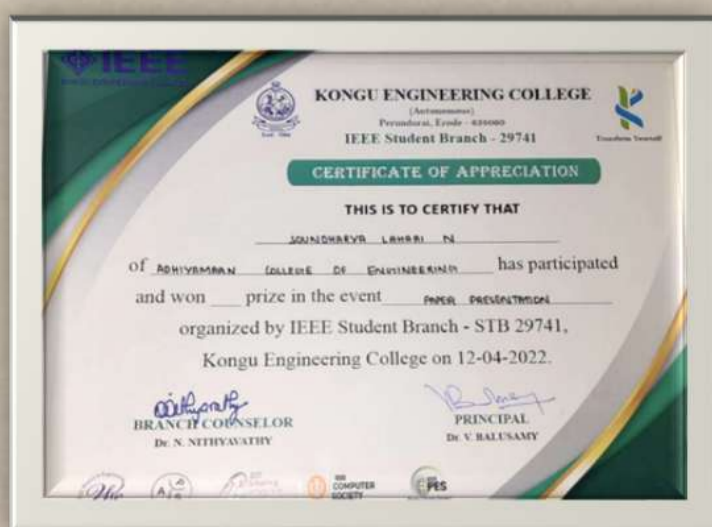 IEEE
KONGU ENGINEERING COLLEGE
(Autonomous)
Perundurai, Erode - 638060
IEEE Student Branch - 29741
Transform Yourself
CERTIFICATE OF APPRECIATION
THIS IS TO CERTIFY THAT
SOUNDHARYA LAHARI N
of ADHIYAMAAN COLLEGE OF ENGINEERING has participated
and won ___ prize in the event PAPER PRESENTATION
organized by IEEE Student Branch - STB 29741,
Kongu Engineering College on 12-04-2022.
BRANCH COUNSELOR
Dr. N. NITHYAVATHY
PRINCIPAL
Dr. V. BALUSAMY
IEEE COMPUTER SOCIETY
PES